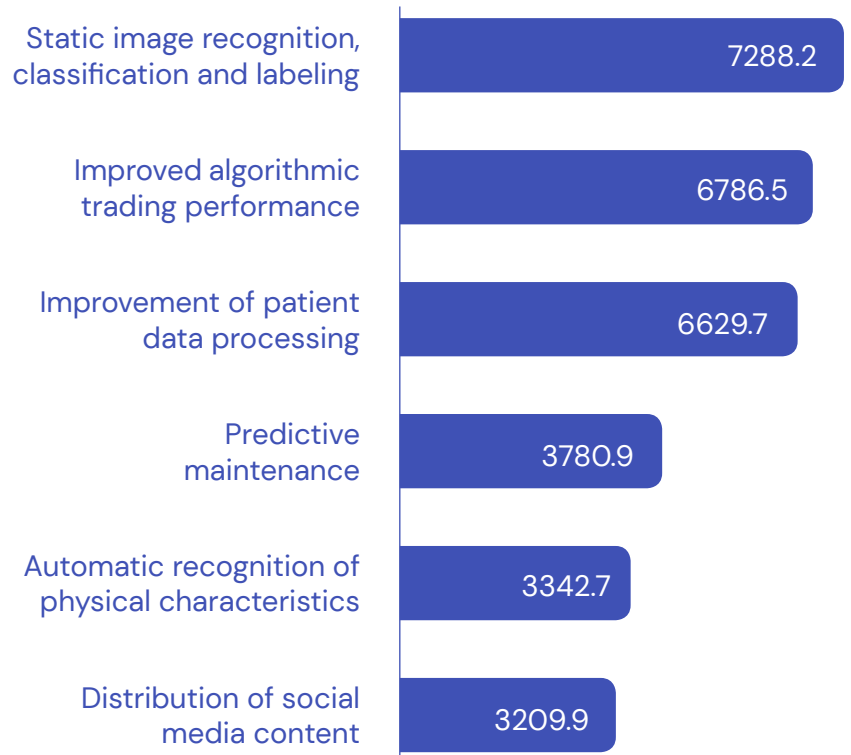 Static image recognition,
classification and labeling
7288.2
Improved algorithmic
trading performance
6786.5
Improvement of patient
data processing
6629.7
Predictive
maintenance
3780.9
Automatic recognition of
physical characteristics
3342.7
Distribution of social
media content
3209.9